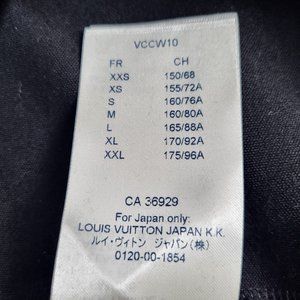 VCCW10
FR CH
XXS 150/68
XS 155/72A
S 160/76A
M 160/80A
L 165/88A
XL 170/92A
XXL 175/96A
CA 36929
For Japan only:
LOUIS VUITTON JAPAN K.K.
ルイ・ヴィトン ジャパン(株)
0120-00-1854